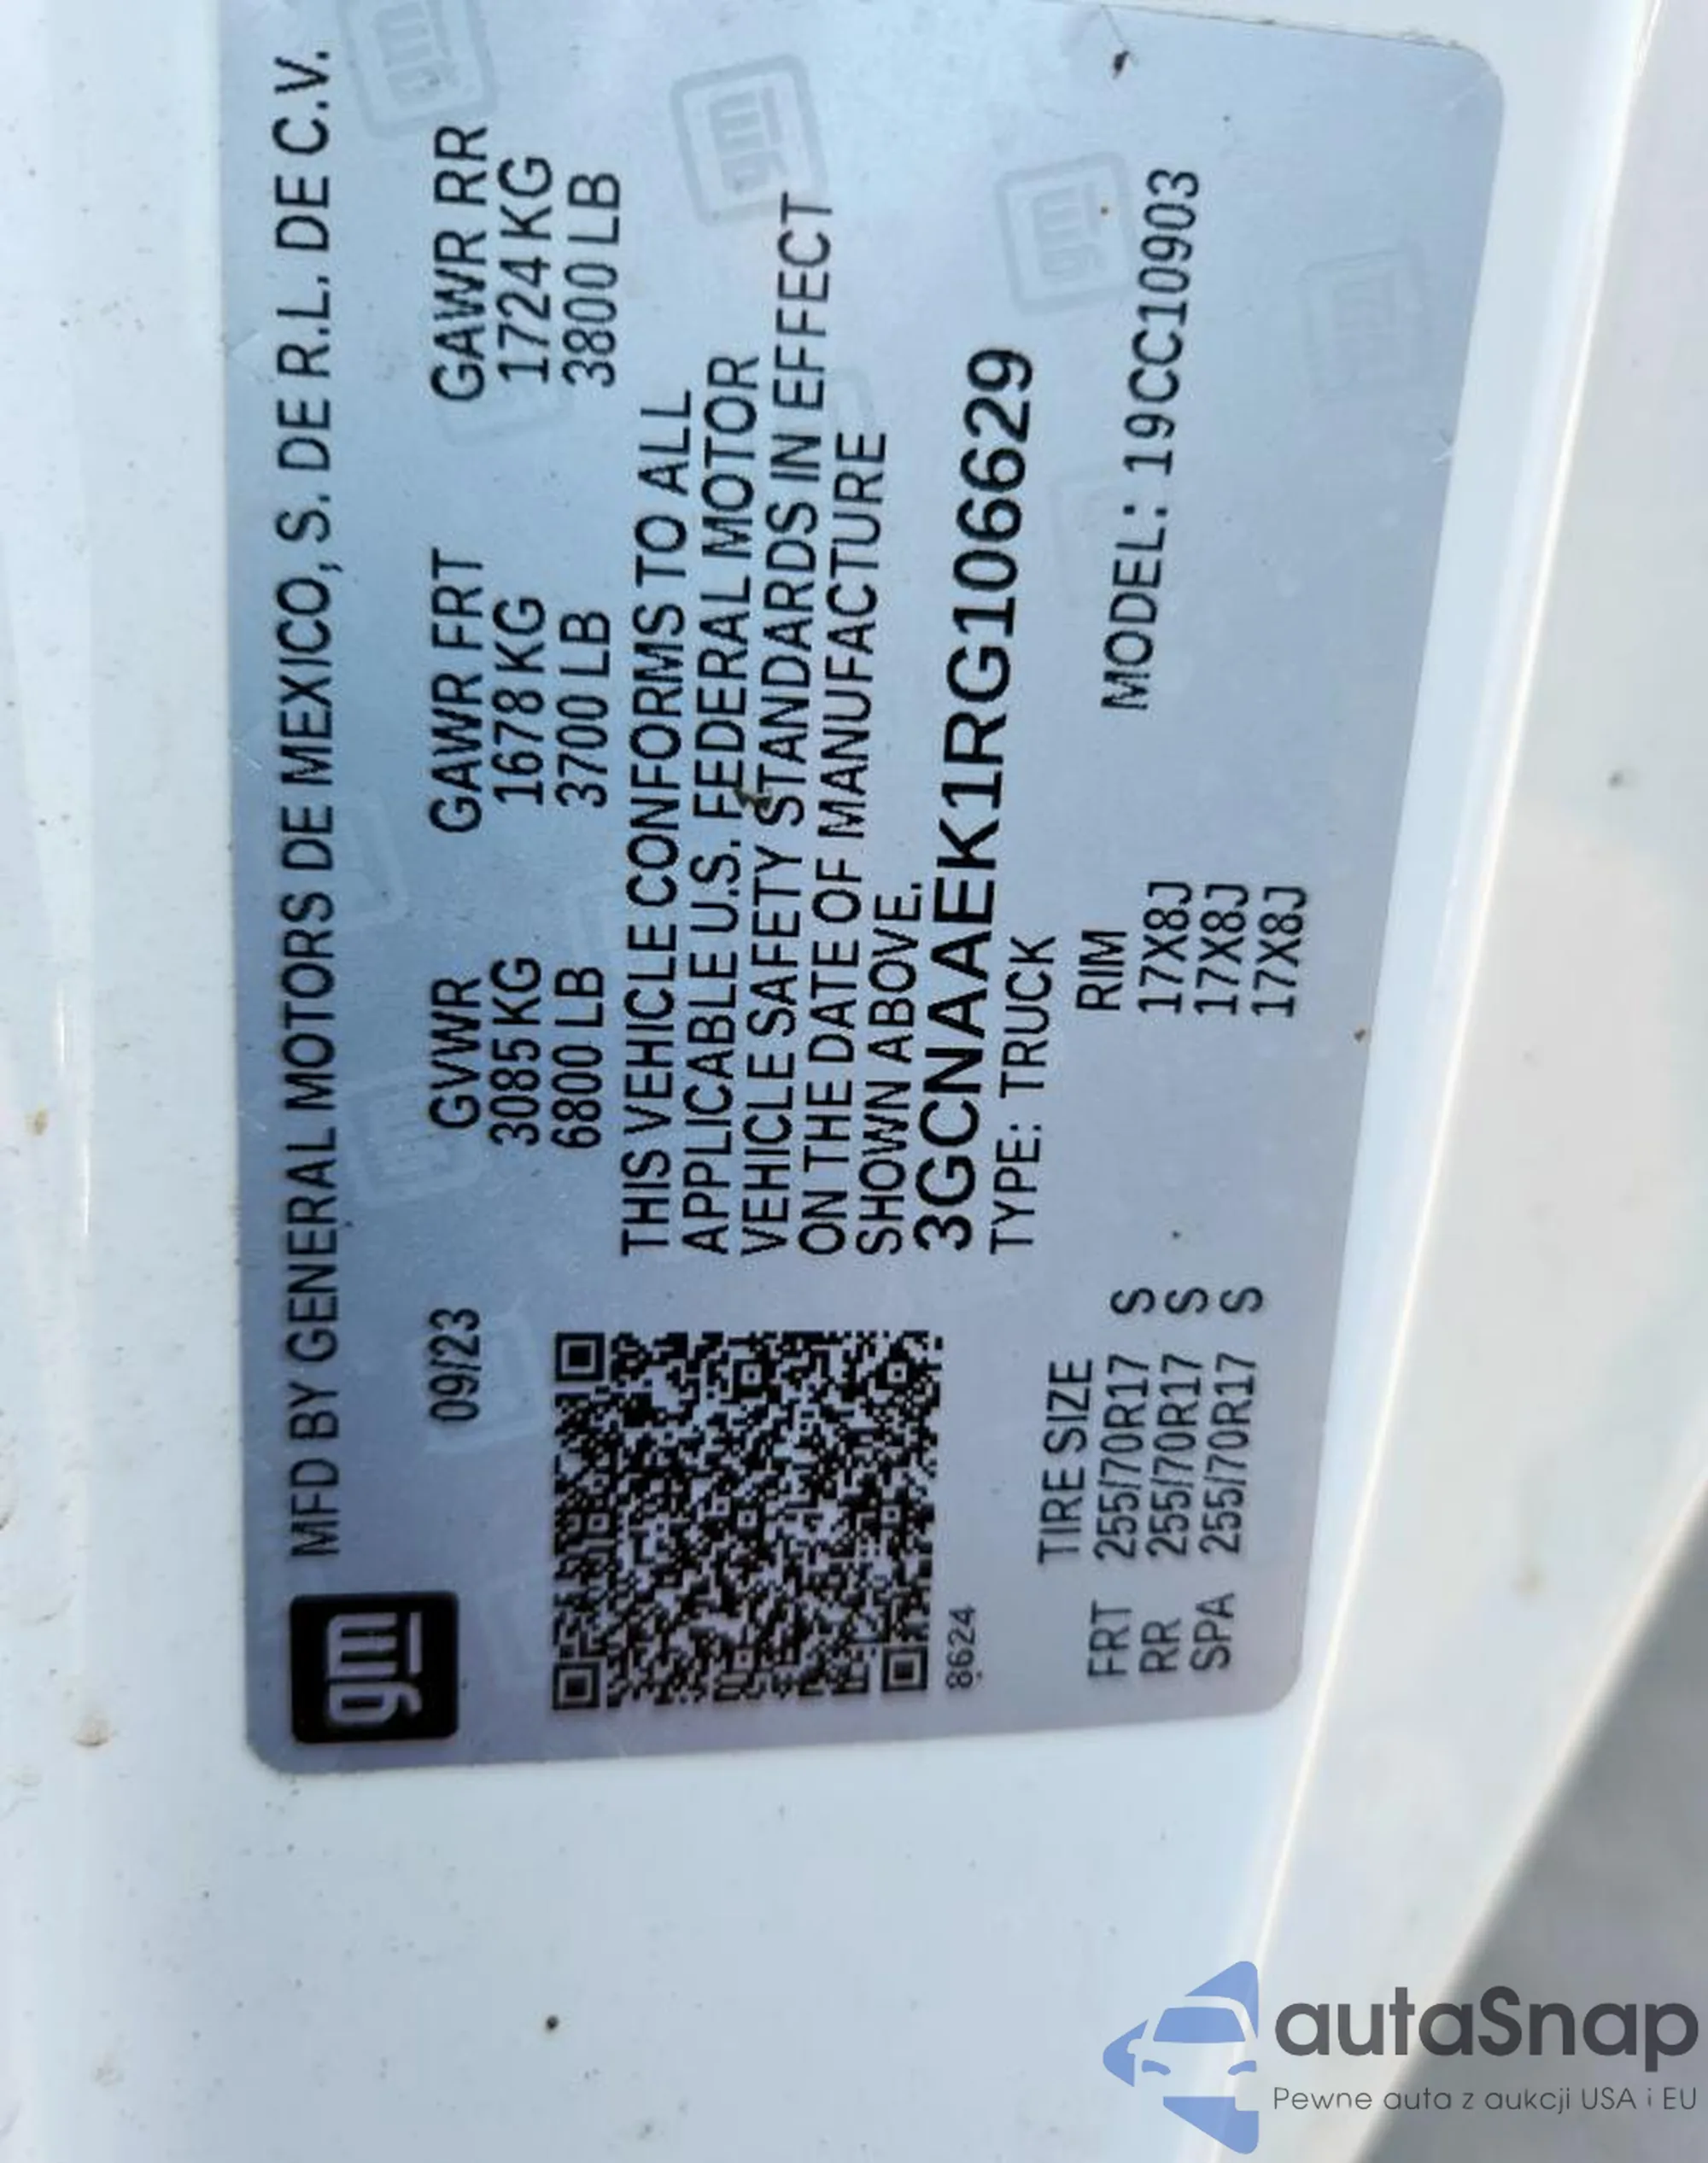 gm MFD BY GENERAL MOTORS DE MEXICO, S. DE R.L. DE C.V.
09/23 GVWR GAWR FRT GAWR RR
3085 KG 1678 KG 1724 KG
6800 LB 3700 LB 3800 LB
THIS VEHICLE CONFORMS TO ALL
APPLICABLE U.S. FEDERAL MOTOR
VEHICLE SAFETY STANDARDS IN EFFECT
ON THE DATE OF MANUFACTURE
SHOWN ABOVE.
3GCNAAEK1RG106629
8624 TYPE: TRUCK
TIRE SIZE RIM MODEL: 19CC10903
FRT 255/70R17 S 17X8J
RR 255/70R17 S 17X8J
SPA 255/70R17 S 17X8J
autaSnap
Pewne auta z aukcji USA i EU